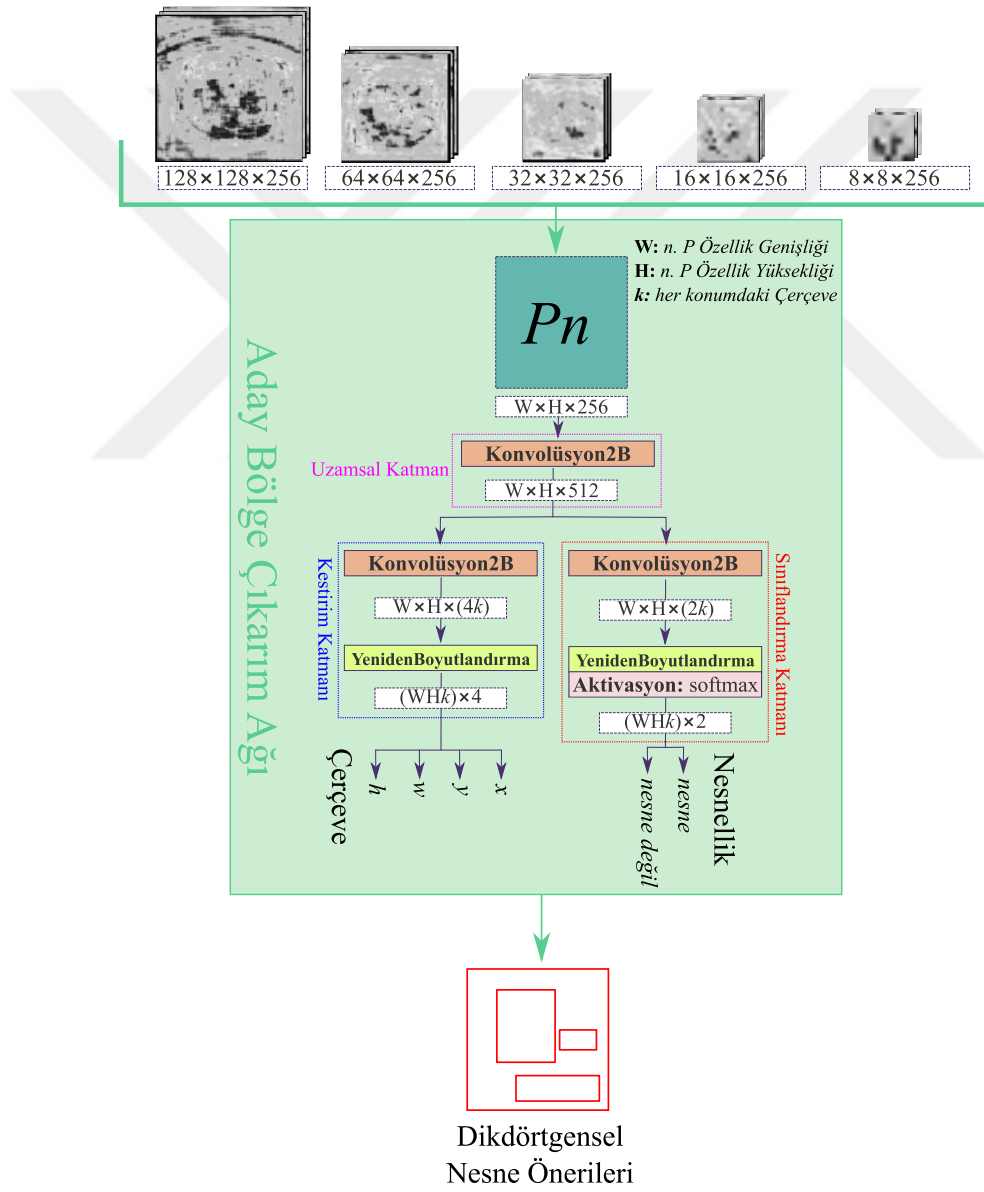 128×128×256
64×64×256
32×32×256
16×16×256
8×8×256
W: n. P Özellik Genişliği
H: n. P Özellik Yüksekliği
k: her konumdaki Çerçeve
Pn
W×H×256
Aday Bölge Çıkarım Ağı
Uzamsal Katman
Konvolüsyon2B
W×H×512
Kestirim Katmanı
Konvolüsyon2B
W×H×(4k)
YenidenBoyutlandırma
(WHk)×4
Çerçeve
h
w
y
x
Sınıflandırma Katmanı
Konvolüsyon2B
W×H×(2k)
YenidenBoyutlandırma
Aktivasyon: softmax
(WHk)×2
nesne değil
nesne
Nesnellik
Dikdörtgensel
Nesne Önerileri